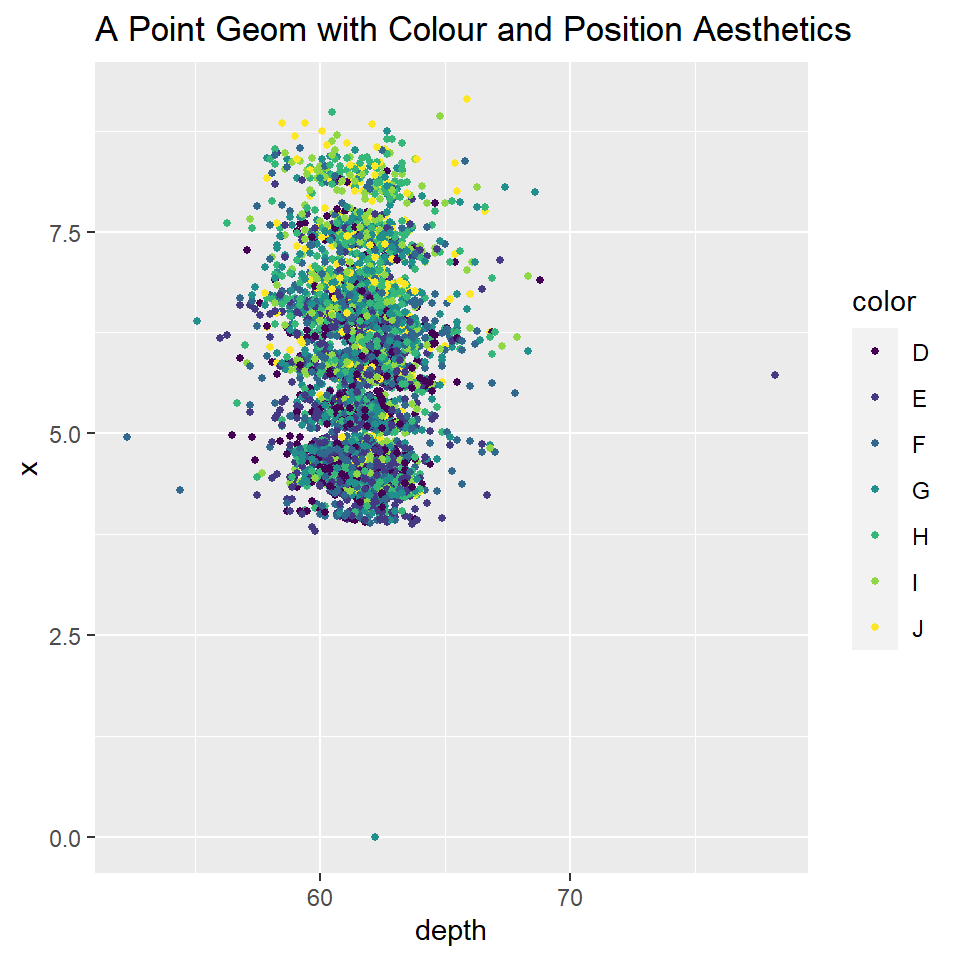 A Point Geom with Colour and Position Aesthetics
7.5
5.0
2.5
0.0
x
60 70
depth
color
D
E
F
G
H
I
J